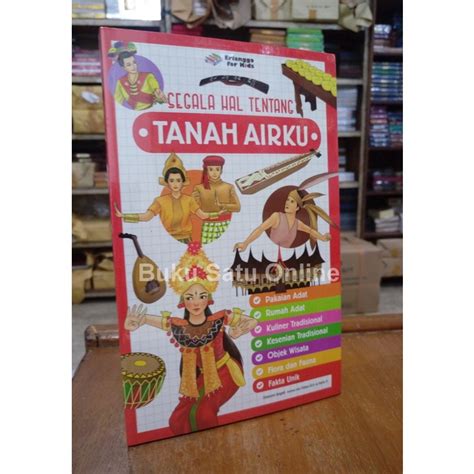 Erlangga
for Kids
SEGALA HAL TENTANG
• TANAH AIRKU •
Buku Satu Online
Pakaian Adat
Rumah Adat
Kuliner Tradisional
Kesenian Tradisional
Objek Wisata
Flora dan Fauna
Fakta Unik